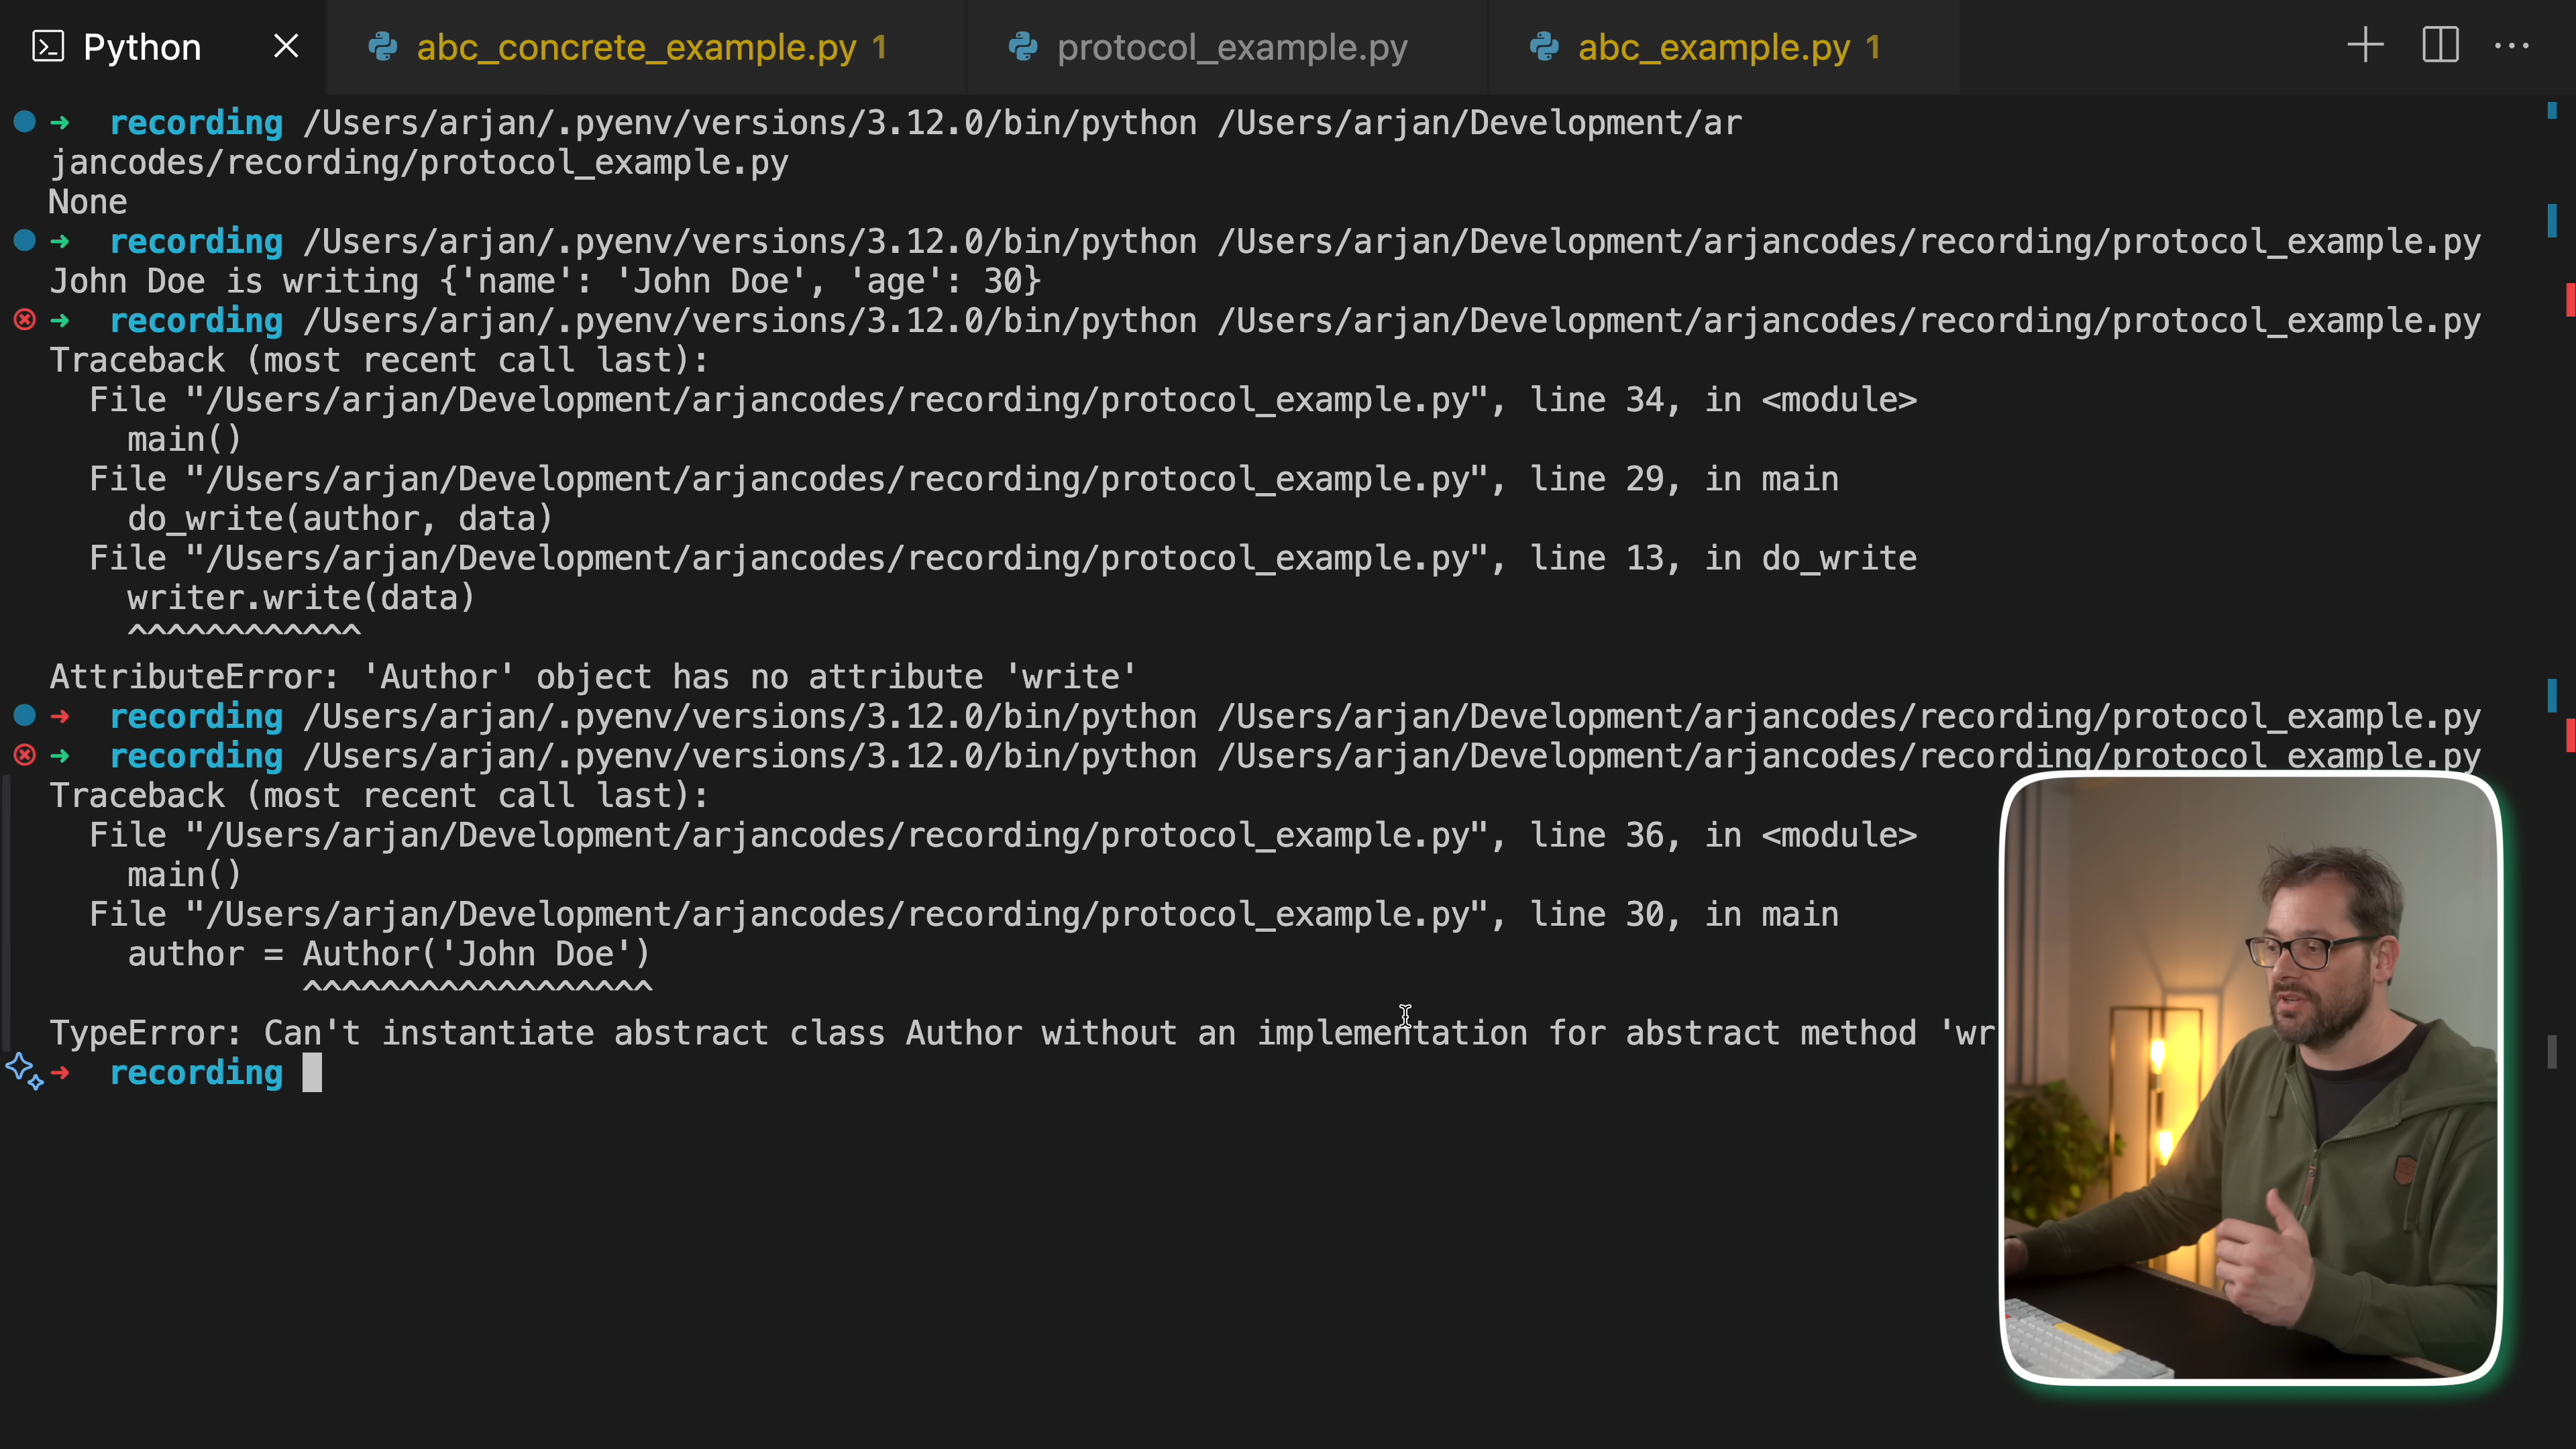 Python
abc_concrete_example.py 1
protocol_example.py
abc_example.py 1
➜ recording /Users/arjan/.pyenv/versions/3.12.0/bin/python /Users/arjan/Development/ar
jancodes/recording/protocol_example.py
None
➜ recording /Users/arjan/.pyenv/versions/3.12.0/bin/python /Users/arjan/Development/arjancodes/recording/protocol_example.py
John Doe is writing {'name': 'John Doe', 'age': 30}
➜ recording /Users/arjan/.pyenv/versions/3.12.0/bin/python /Users/arjan/Development/arjancodes/recording/protocol_example.py
Traceback (most recent call last):
  File "/Users/arjan/Development/arjancodes/recording/protocol_example.py", line 34, in <module>
    main()
  File "/Users/arjan/Development/arjancodes/recording/protocol_example.py", line 29, in main
    do_write(author, data)
  File "/Users/arjan/Development/arjancodes/recording/protocol_example.py", line 13, in do_write
    writer.write(data)
    ^^^^^^^^^^^^
AttributeError: 'Author' object has no attribute 'write'
➜ recording /Users/arjan/.pyenv/versions/3.12.0/bin/python /Users/arjan/Development/arjancodes/recording/protocol_example.py
➜ recording /Users/arjan/.pyenv/versions/3.12.0/bin/python /Users/arjan/Development/arjancodes/recording/protocol_example.py
Traceback (most recent call last):
  File "/Users/arjan/Development/arjancodes/recording/protocol_example.py", line 36, in <module>
    main()
  File "/Users/arjan/Development/arjancodes/recording/protocol_example.py", line 30, in main
    author = Author('John Doe')
             ^^^^^^^^^^^^^^^^^^
TypeError: Can't instantiate abstract class Author without an implementation for abstract method 'wr
➜ recording